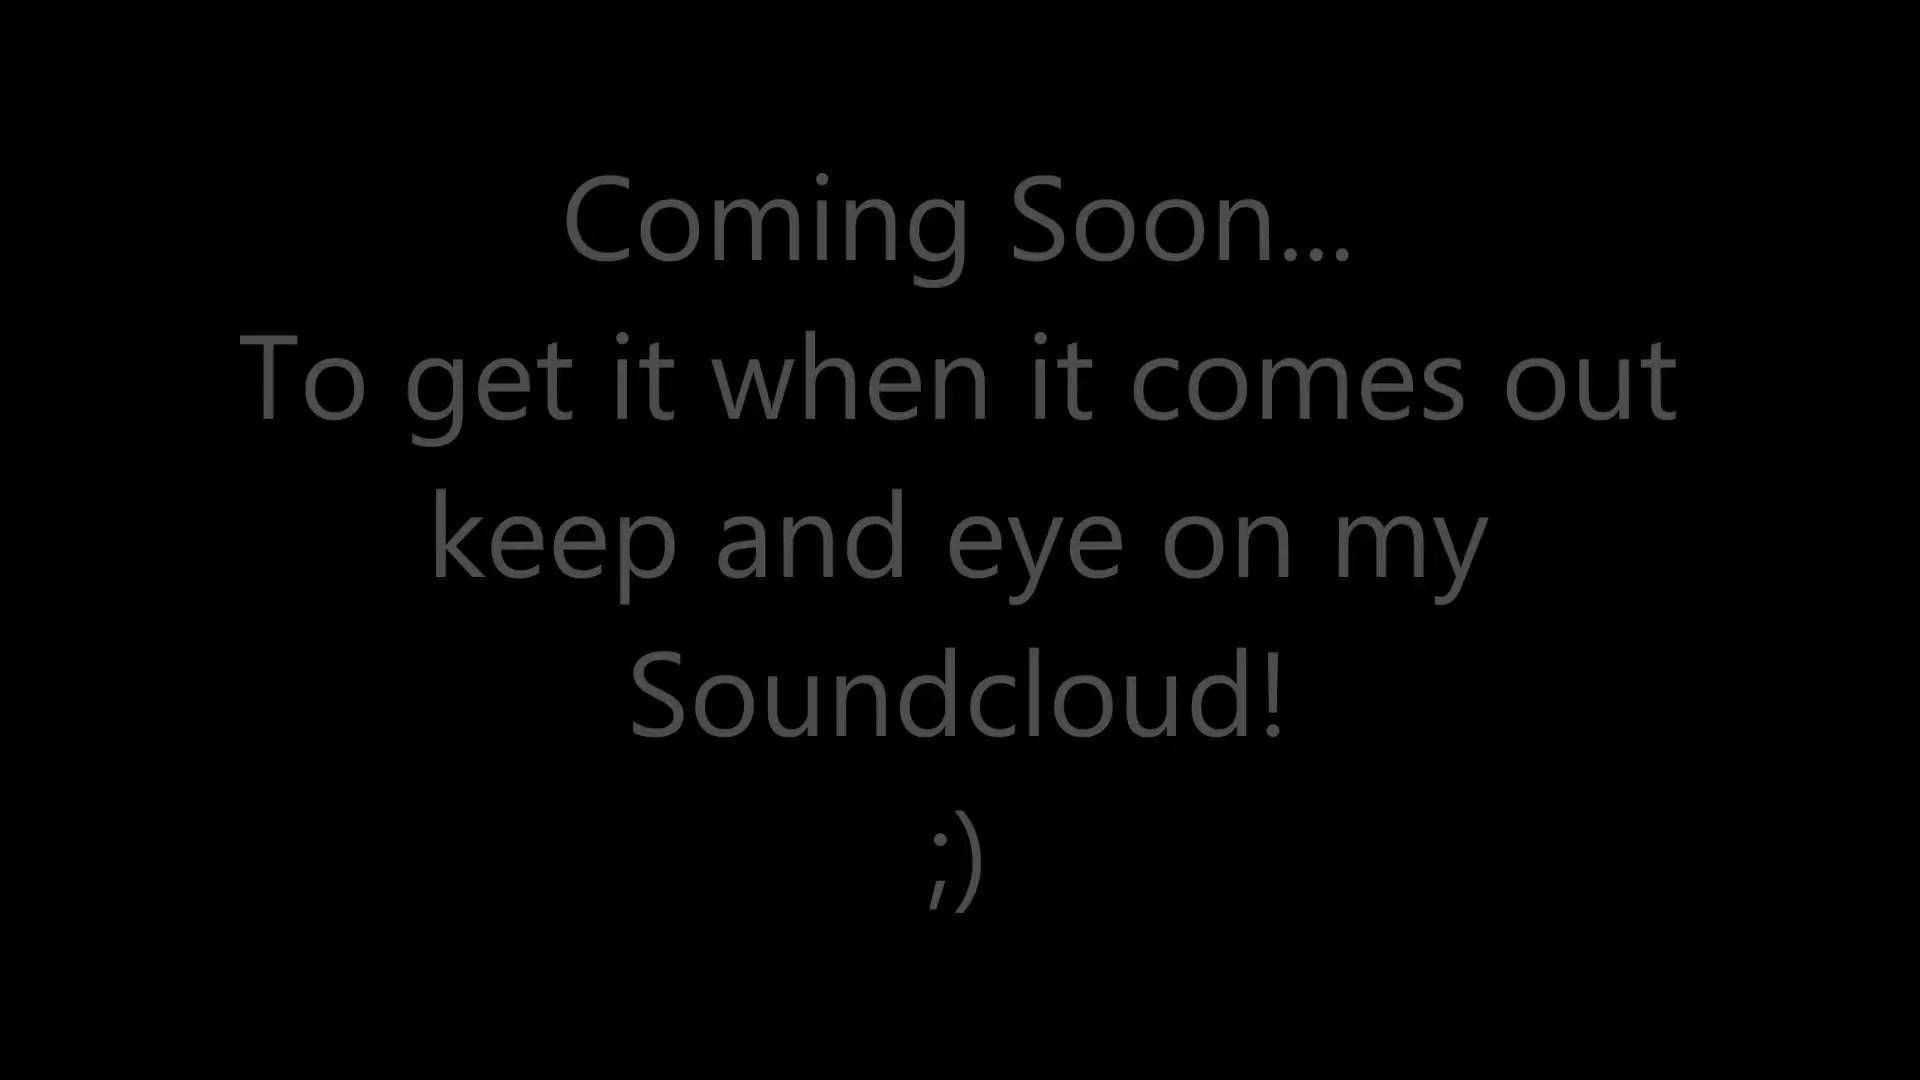 Coming Soon...
To get it when it comes out
keep and eye on my
Soundcloud!
;)